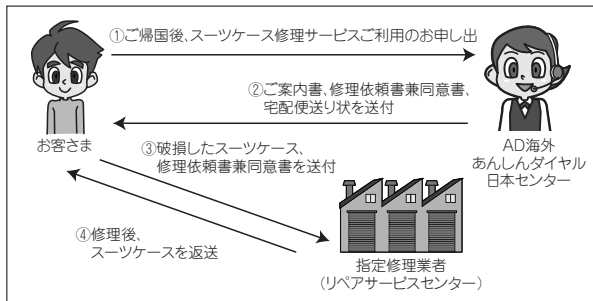 ①ご帰国後、スーツケース修理サービスご利用のお申し出
②ご案内書、修理依頼書兼同意書、
宅配便送り状を送付
お客さま
AD海外
あんしんダイヤル
日本センター
③破損したスーツケース、
修理依頼書兼同意書を送付
④修理後、
スーツケースを返送
指定修理業者
(リペアサービスセンター)